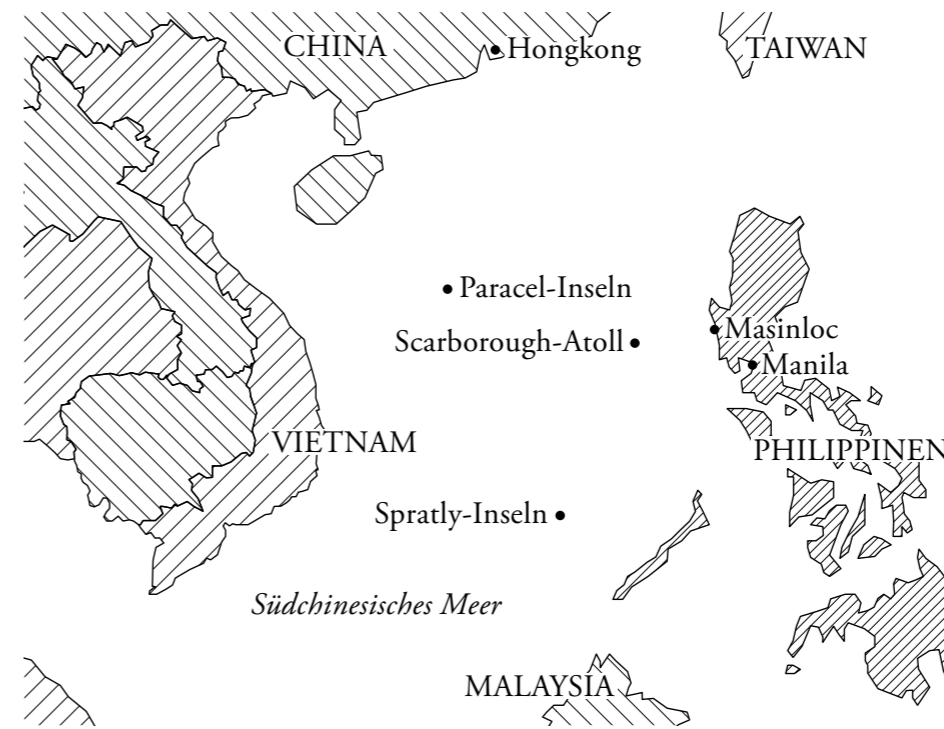 CHINA
Hongkong
TAIWAN
Paracel-Inseln
Masinloc
Scarborough-Atoll
Manila
VIETNAM
PHILIPPINEN
Spratly-Inseln
Südchinesisches Meer
MALAYSIA